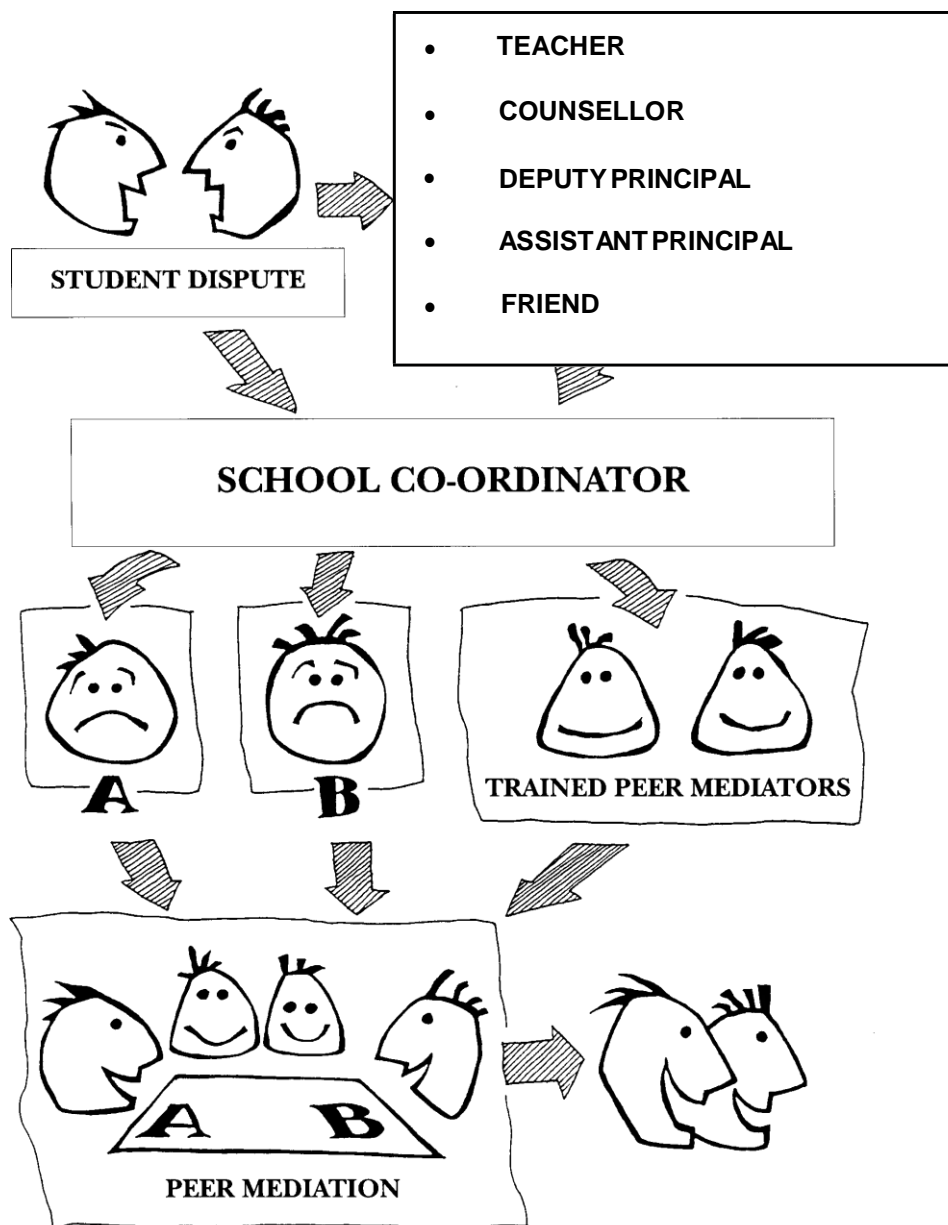 • TEACHER
• COUNSELLOR
• DEPUTY PRINCIPAL
• ASSISTANT PRINCIPAL
• FRIEND
STUDENT DISPUTE
SCHOOL CO-ORDINATOR
A
B
TRAINED PEER MEDIATORS
A B
PEER MEDIATION